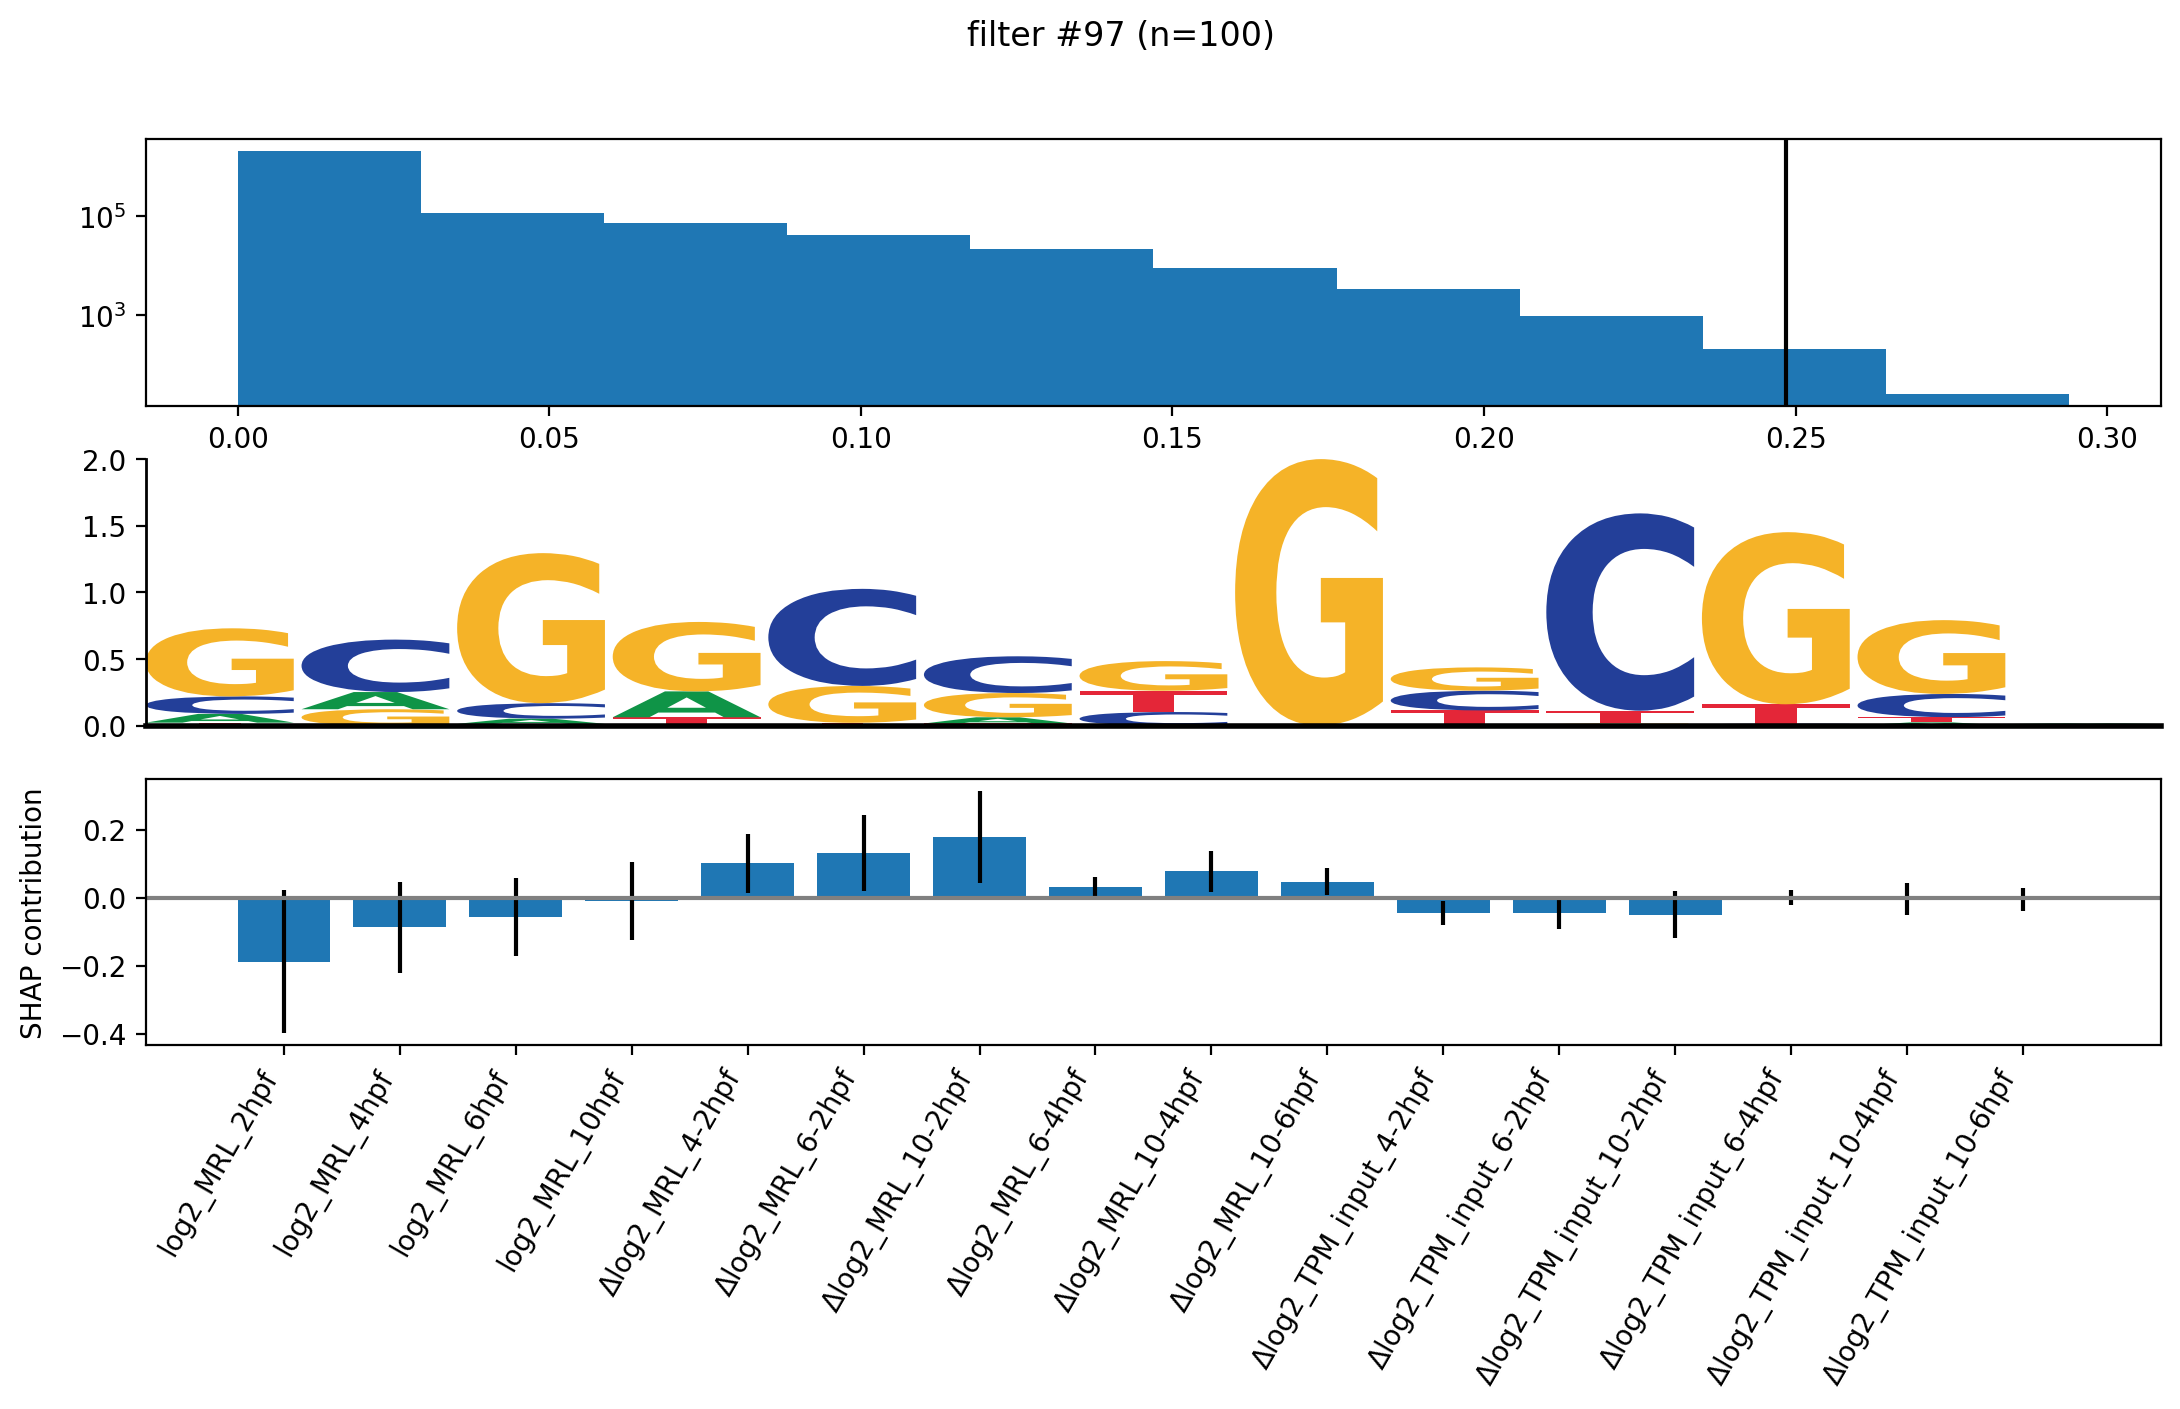 filter #97 (n=100)
10^5
10^3
0.00 0.05 0.10 0.15 0.20 0.25 0.30
2.0
1.5
1.0
0.5
0.0
G C G G C C G G G C G G
C A C A G G T C T T C
A G A T A C T T
SHAP contribution
0.2
0.0
−0.2
−0.4
log2_MRL_2hpf
log2_MRL_4hpf
log2_MRL_6hpf
log2_MRL_10hpf
Δlog2_MRL_4-2hpf
Δlog2_MRL_6-2hpf
Δlog2_MRL_10-2hpf
Δlog2_MRL_6-4hpf
Δlog2_MRL_10-4hpf
Δlog2_MRL_10-6hpf
Δlog2_TPM_input_4-2hpf
Δlog2_TPM_input_6-2hpf
Δlog2_TPM_input_10-2hpf
Δlog2_TPM_input_6-4hpf
Δlog2_TPM_input_10-4hpf
Δlog2_TPM_input_10-6hpf